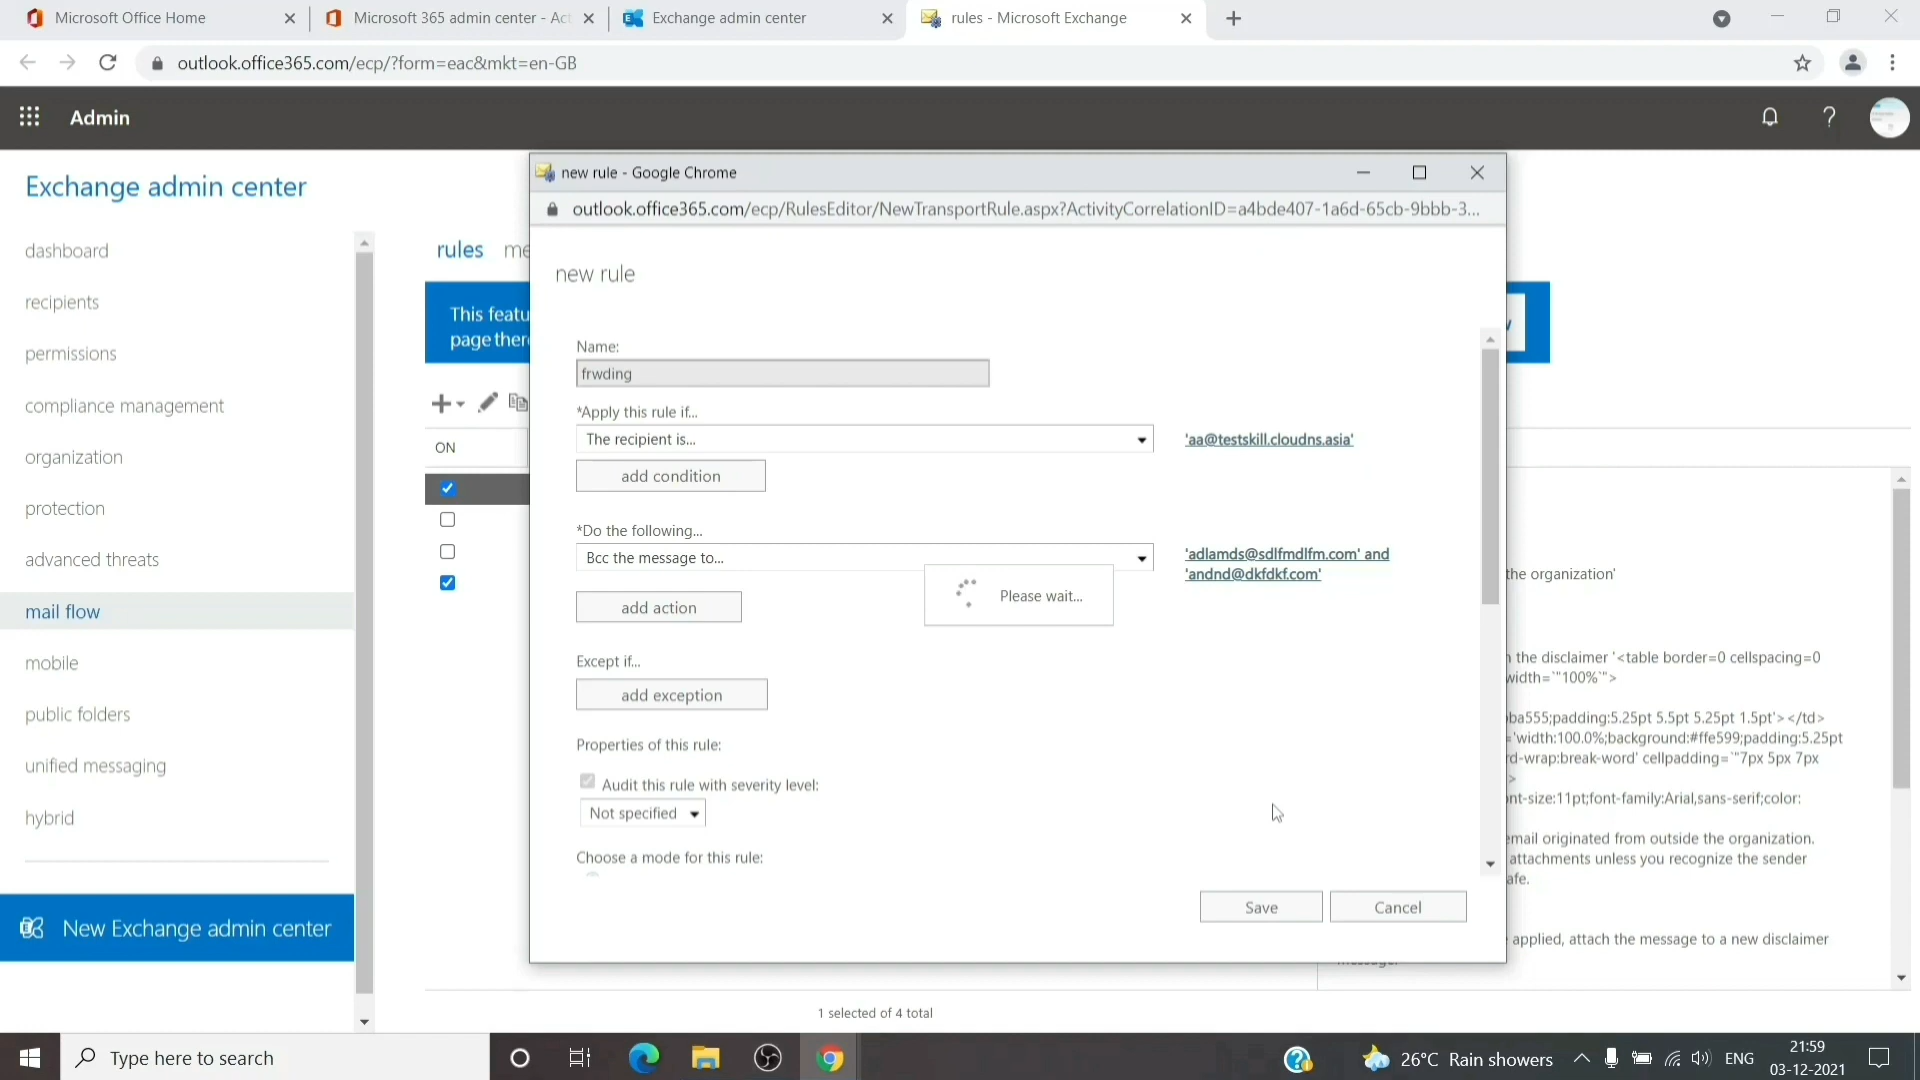 Microsoft Office Home
Microsoft 365 admin center - Act
Exchange admin center
rules - Microsoft Exchange
outlook.office365.com/ecp/?form=eac&mkt=en-GB
Admin
?
Exchange admin center
dashboard
recipients
permissions
compliance management
organization
protection
advanced threats
mail flow
mobile
public folders
unified messaging
hybrid
New Exchange admin center
rules me
This featu
page ther
ON
new rule - Google Chrome
outlook.office365.com/ecp/RulesEditor/NewTransportRule.aspx?ActivityCorrelationID=a4bde407-1a6d-65cb-9bbb-3...
new rule
Name:
frwding
*Apply this rule if...
The recipient is...
'aa@testskill.cloudns.asia'
add condition
*Do the following...
Bcc the message to...
'adlamds@sdlfmdlfm.com' and
'andnd@dkfdkf.com'
Please wait...
add action
Except if...
add exception
Properties of this rule:
Audit this rule with severity level:
Not specified
Choose a mode for this rule:
Save
Cancel
the organization'
the disclaimer '<table border=0 cellspacing=0
width=`"100%`">
ba555;padding:5.25pt 5.5pt 5.25pt 1.5pt'></td>
='width:100.0%;background:#ffe599;padding:5.25pt
rd-wrap:break-word' cellpadding=`"7px 5px 7px
>
nt-size:11pt;font-family:Arial,sans-serif;color:
email originated from outside the organization.
attachments unless you recognize the sender
afe.
applied, attach the message to a new disclaimer
1 selected of 4 total
Type here to search
26°C Rain showers
ENG
21:59
03-12-2021